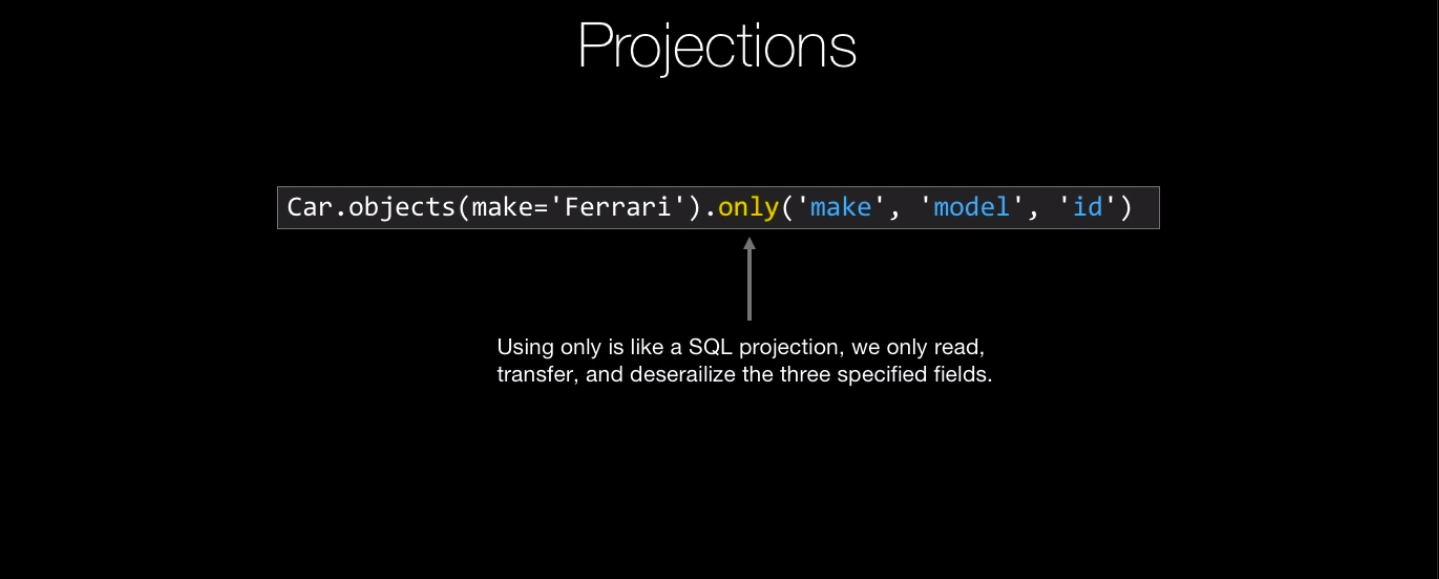 Projections
Car.objects(make='Ferrari').only('make', 'model', 'id')
Using only is like a SQL projection, we only read,
transfer, and deserailize the three specified fields.